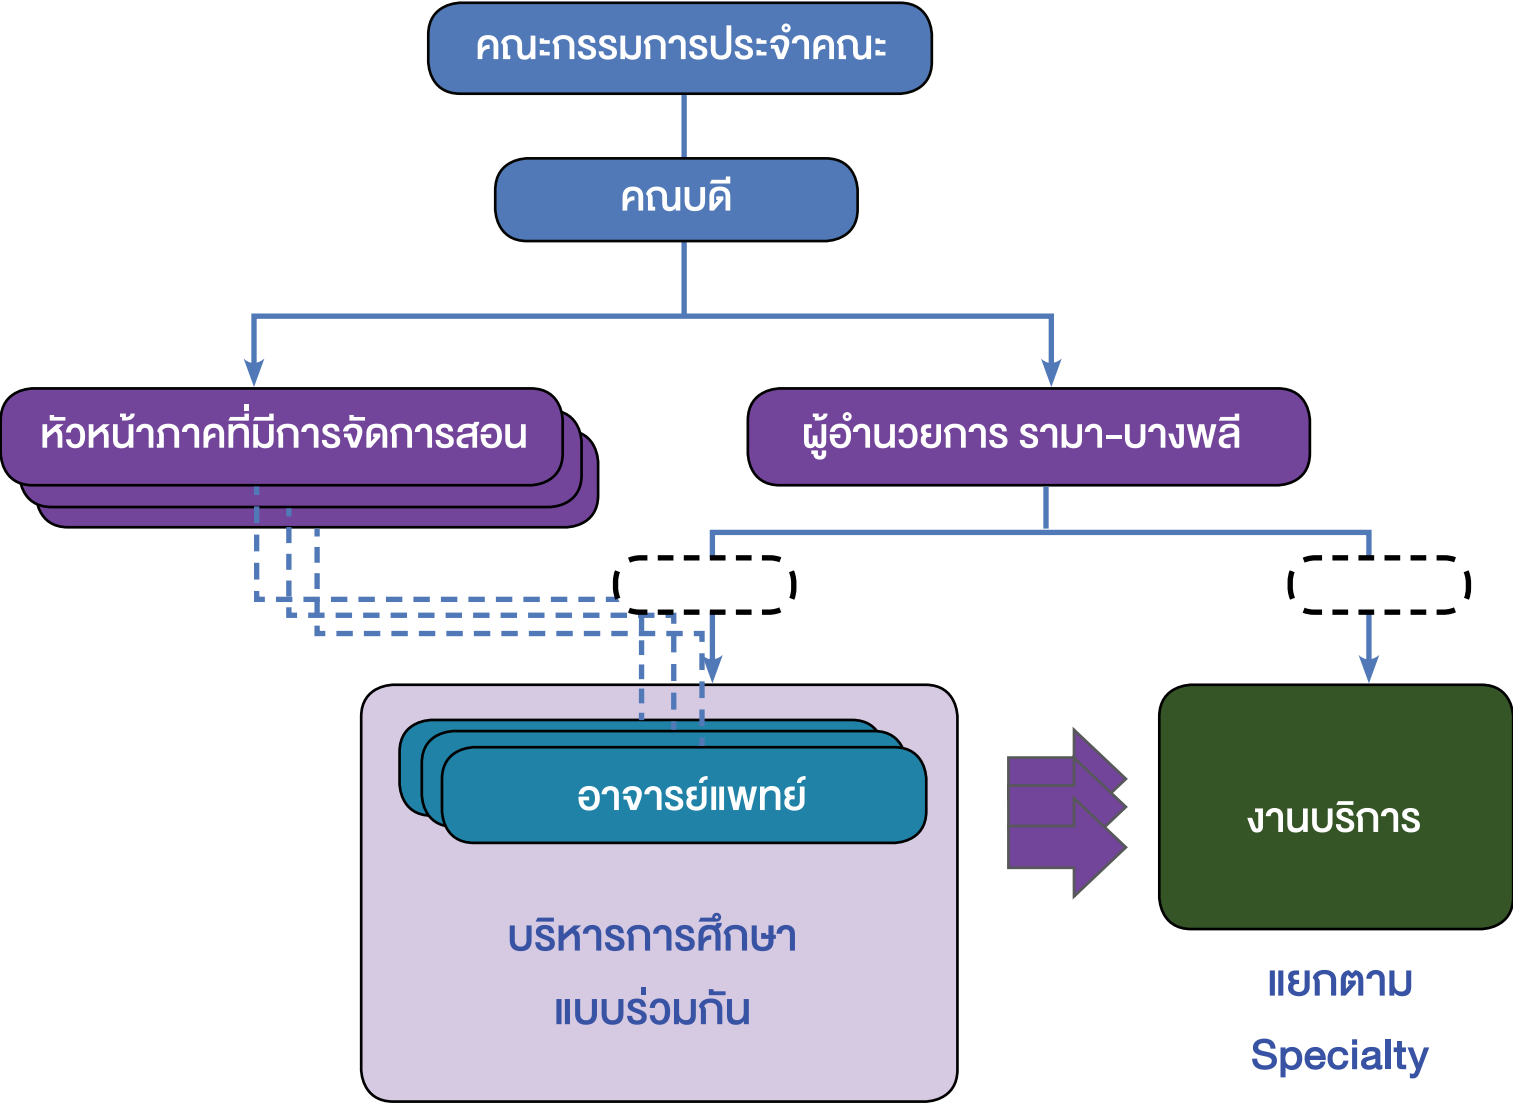 คณะกรรมการประจำคณะ
คณบดี
หัวหน้าภาคที่มีการจัดการสอน
ผู้อำนวยการ รามา-บางพลี
อาจารย์แพทย์
งานบริการ
บริหารการศึกษา
แบบร่วมกัน
แยกตาม
Specialty